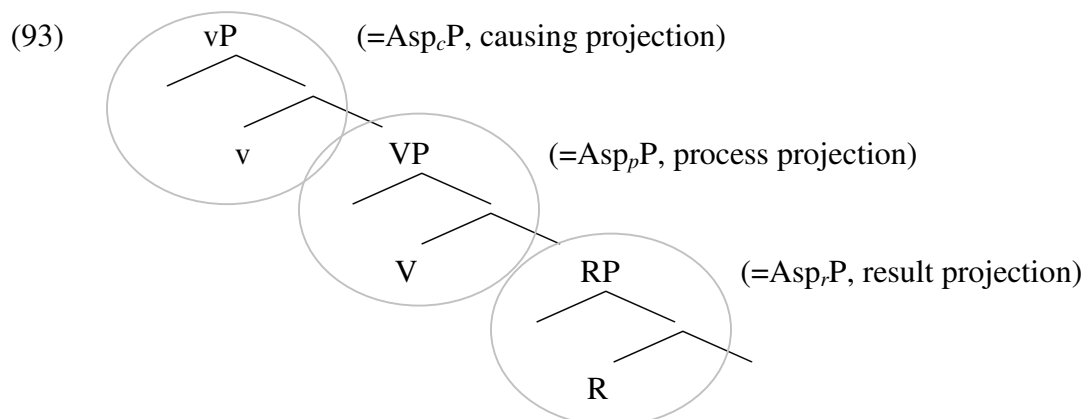 (93) vP (=Asp_cP, causing projection)
v VP (=Asp_pP, process projection)
V RP (=Asp_rP, result projection)
R